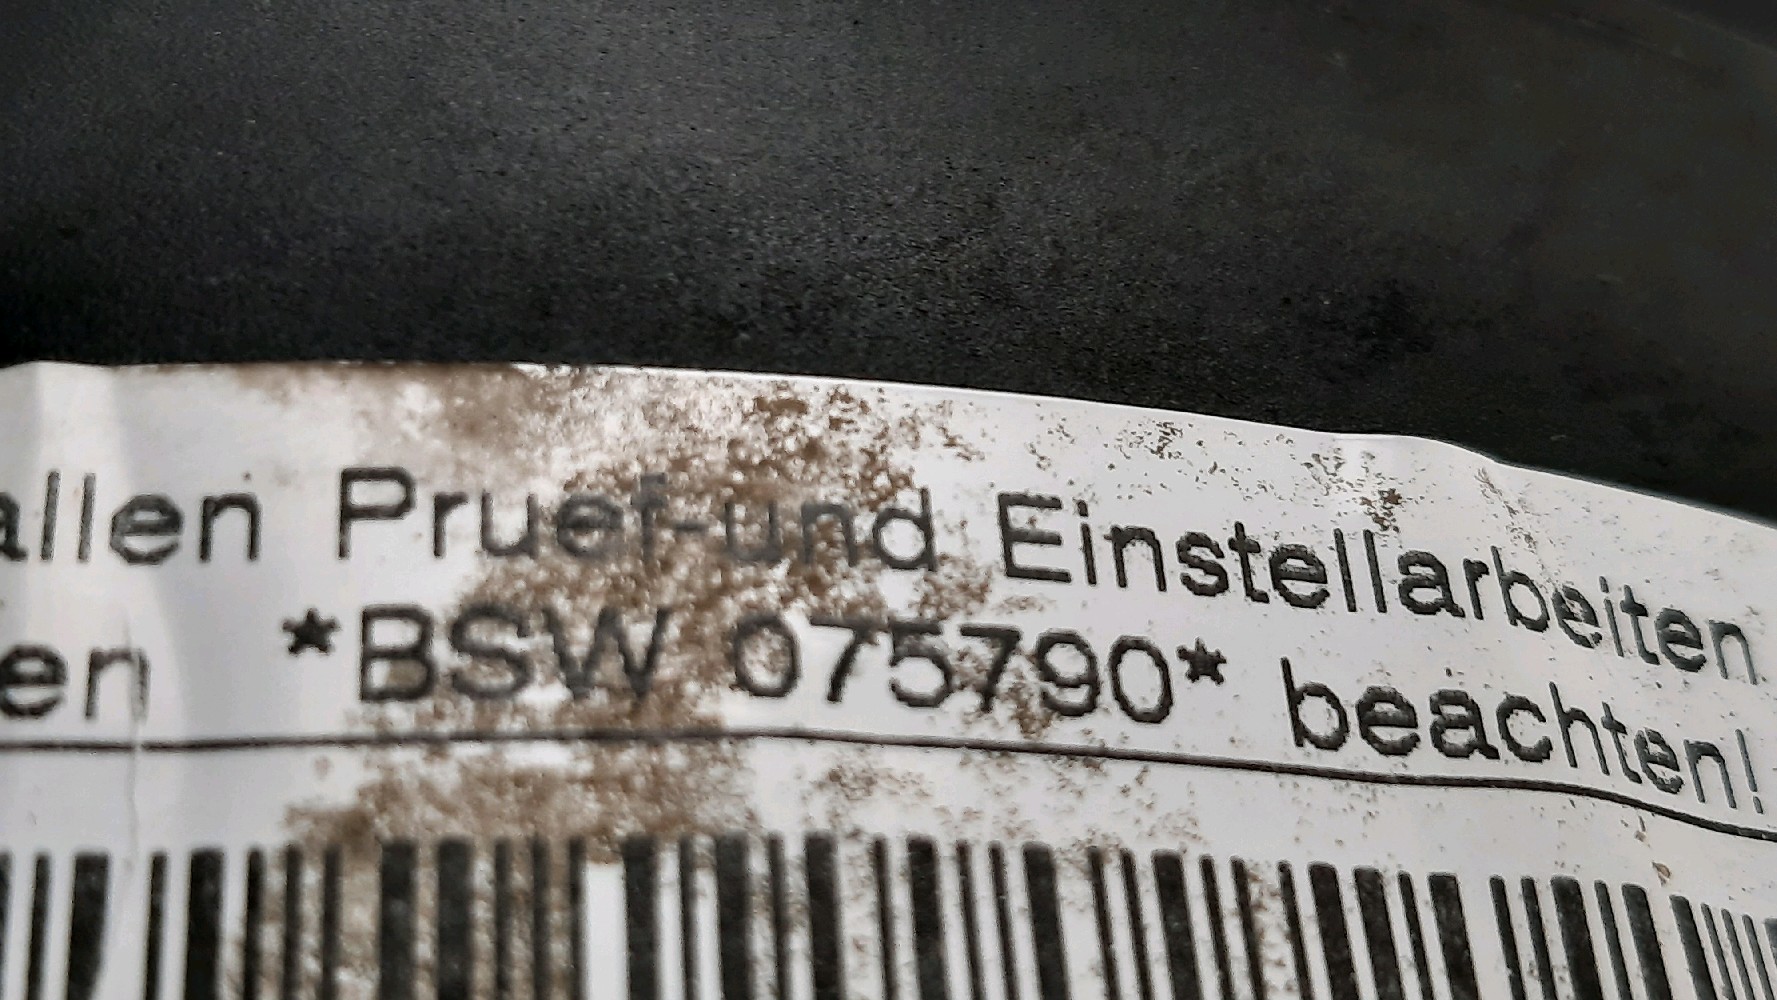 allen Pruef-und Einstellarbeiten
en *BSW 075790* beachten!